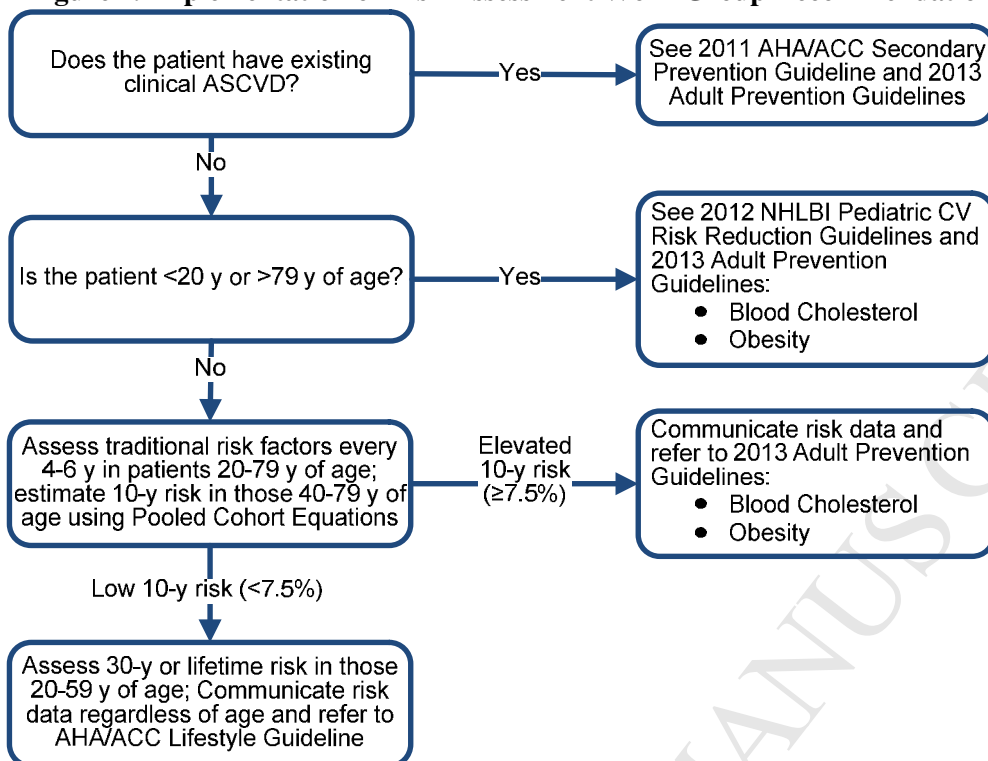 Does the patient have existing
clinical ASCVD?
Yes
See 2011 AHA/ACC Secondary
Prevention Guideline and 2013
Adult Prevention Guidelines
No
Is the patient <20 y or >79 y of age?
Yes
See 2012 NHLBI Pediatric CV
Risk Reduction Guidelines and
2013 Adult Prevention
Guidelines:
● Blood Cholesterol
● Obesity
No
Assess traditional risk factors every
4-6 y in patients 20-79 y of age;
estimate 10-y risk in those 40-79 y of
age using Pooled Cohort Equations
Elevated
10-y risk
(≥7.5%)
Communicate risk data and
refer to 2013 Adult Prevention
Guidelines:
● Blood Cholesterol
● Obesity
Low 10-y risk (<7.5%)
Assess 30-y or lifetime risk in those
20-59 y of age; Communicate risk
data regardless of age and refer to
AHA/ACC Lifestyle Guideline